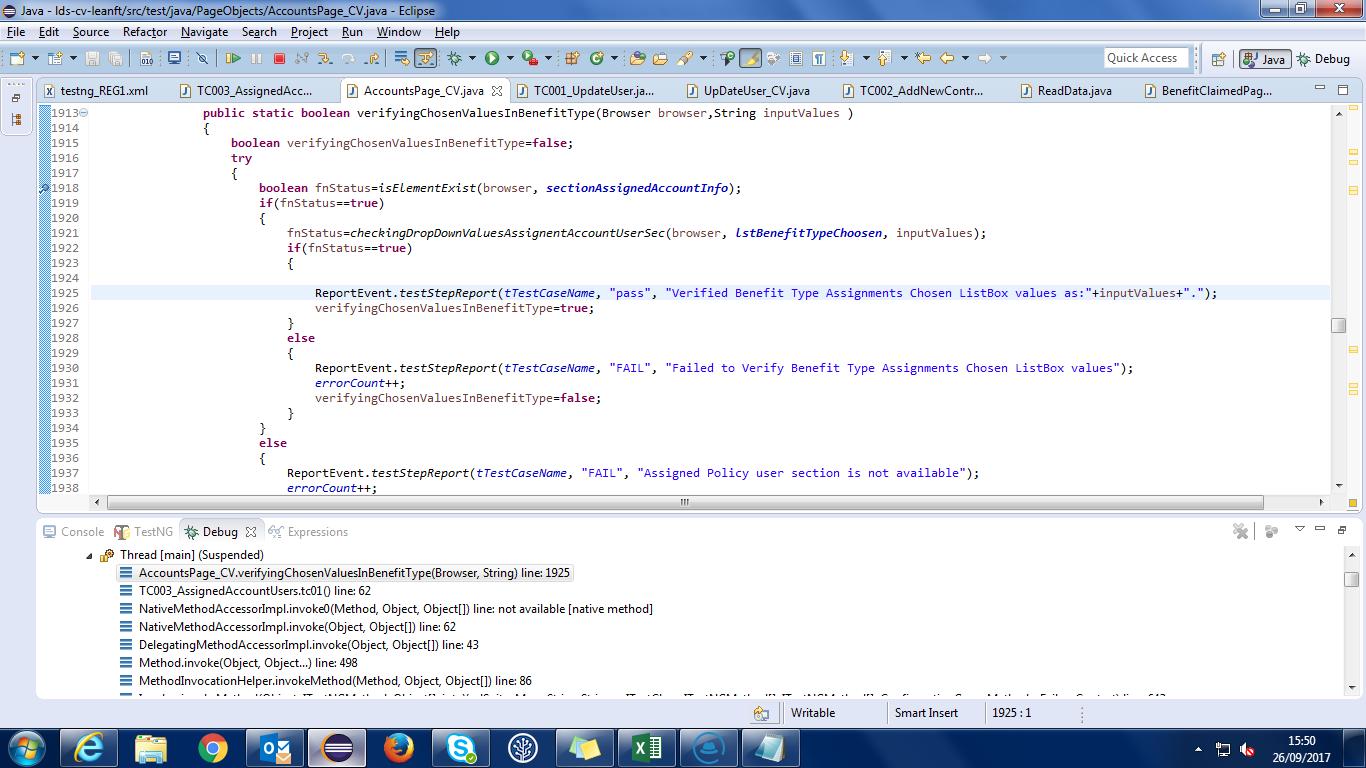 Java - lds-cv-leanft/src/test/java/PageObjects/AccountsPage_CV.java - Eclipse
File Edit Source Refactor Navigate Search Project Run Window Help
Quick Access Java Debug
testng_REG1.xml TC003_AssignedAcc... AccountsPage_CV.java TC001_UpdateUser.ja... UpDateUser_CV.java TC002_AddNewContr... ReadData.java BenefitClaimedPag...
1913 public static boolean verifyingChosenValuesInBenefitType(Browser browser,String inputValues )
1914 {
1915 boolean verifyingChosenValuesInBenefitType=false;
1916 try
1917 {
1918 boolean fnStatus=isElementExist(browser, sectionAssignedAccountInfo);
1919 if(fnStatus==true)
1920 {
1921 fnStatus=checkingDropDownValuesAssignentAccountUserSec(browser, lstBenefitTypeChoosen, inputValues);
1922 if(fnStatus==true)
1923 {
1924
1925 ReportEvent.testStepReport(tTestCaseName, "pass", "Verified Benefit Type Assignments Chosen ListBox values as:"+inputValues+".");
1926 verifyingChosenValuesInBenefitType=true;
1927 }
1928 else
1929 {
1930 ReportEvent.testStepReport(tTestCaseName, "FAIL", "Failed to Verify Benefit Type Assignments Chosen ListBox values");
1931 errorCount++;
1932 verifyingChosenValuesInBenefitType=false;
1933 }
1934 }
1935 else
1936 {
1937 ReportEvent.testStepReport(tTestCaseName, "FAIL", "Assigned Policy user section is not available");
1938 errorCount++;
Console TestNG Debug Expressions
Thread [main] (Suspended)
AccountsPage_CV.verifyingChosenValuesInBenefitType(Browser, String) line: 1925
TC003_AssignedAccountUsers.tc01() line: 62
NativeMethodAccessorImpl.invoke0(Method, Object, Object[]) line: not available [native method]
NativeMethodAccessorImpl.invoke(Object, Object[]) line: 62
DelegatingMethodAccessorImpl.invoke(Object, Object[]) line: 43
Method.invoke(Object, Object...) line: 498
MethodInvocationHelper.invokeMethod(Method, Object, Object[]) line: 86
Writable Smart Insert 1925 : 1
15:50
26/09/2017